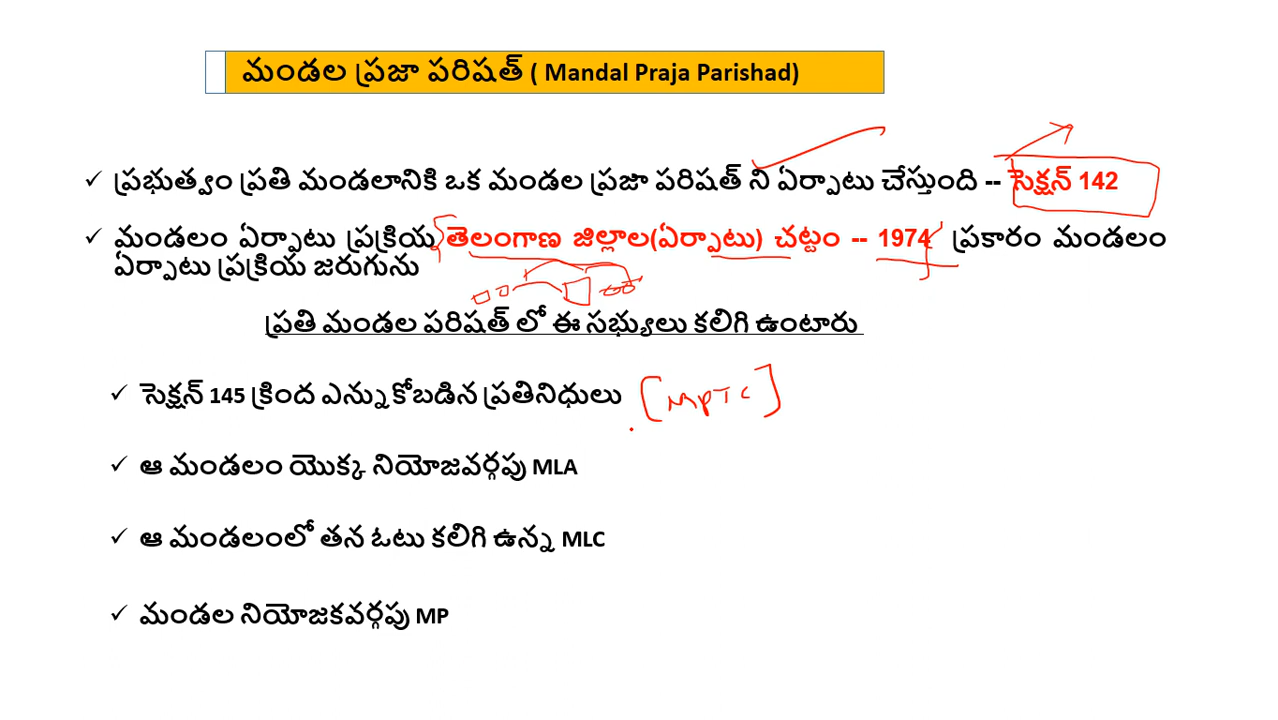 మండల ప్రజా పరిషత్ ( Mandal Praja Parishad)
✓ ప్రభుత్వం ప్రతి మండలానికి ఒక మండల ప్రజా పరిషత్ ని ఏర్పాటు చేస్తుంది -- సెక్షన్ 142
✓ మండలం ఏర్పాటు ప్రక్రియ తెలంగాణ జిల్లాల(ఏర్పాటు) చట్టం -- 1974 ప్రకారం మండలం
ఏర్పాటు ప్రక్రియ జరుగును
ప్రతి మండల పరిషత్ లో ఈ సభ్యులు కలిగి ఉంటారు
✓ సెక్షన్ 145 క్రింద ఎన్నుకోబడిన ప్రతినిధులు [MPTC]
✓ ఆ మండలం యొక్క నియోజవర్గపు MLA
✓ ఆ మండలంలో తన ఓటు కలిగి ఉన్న MLC
✓ మండల నియోజకవర్గపు MP